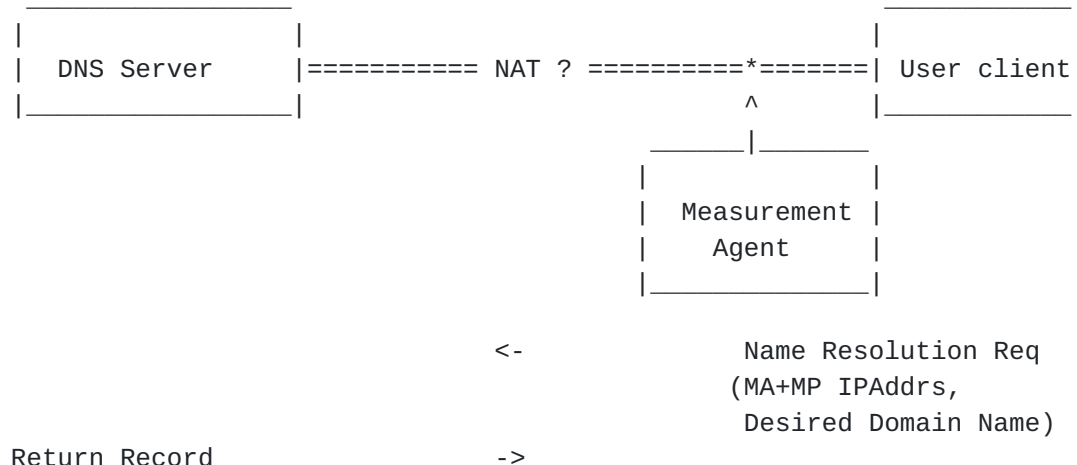 DNS Server =========== NAT ? ==========*======= User client
^
Measurement
Agent
<- Name Resolution Req
(MA+MP IPAddrs,
Desired Domain Name)
Return Record ->